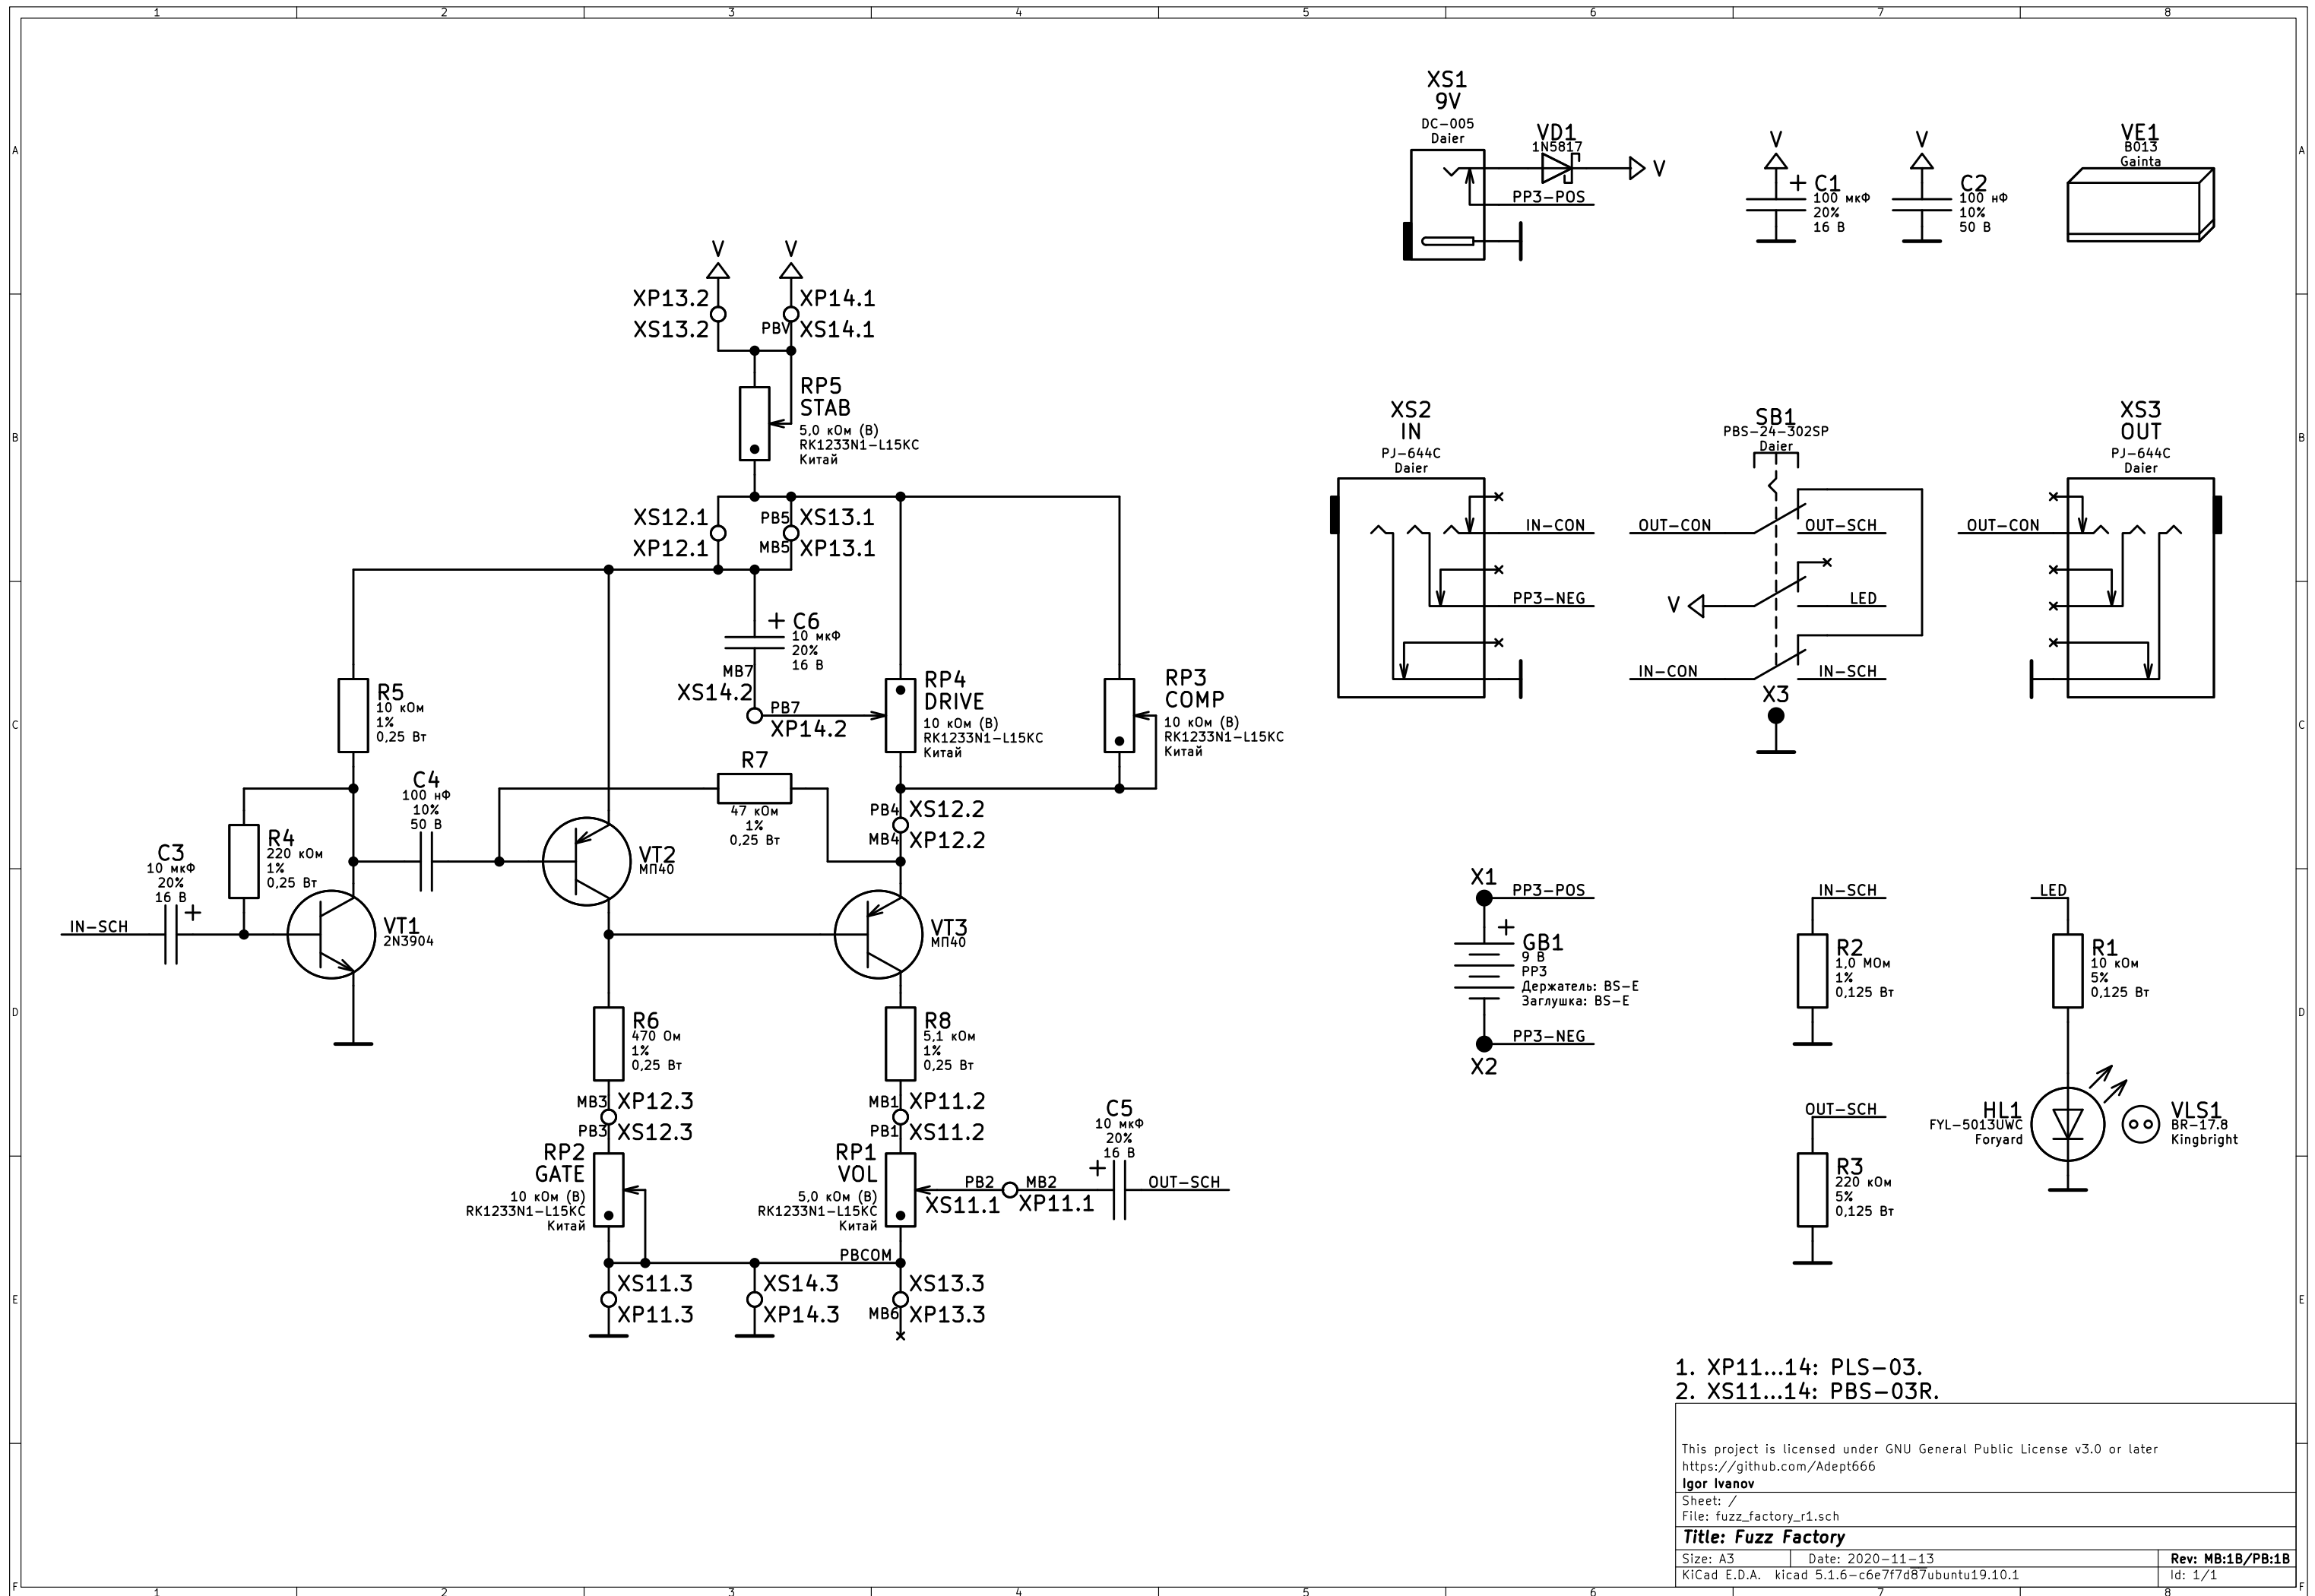 1 2 3 4 5 6 7 8
A
A
XS1
9V
DC-005
Daier
VD1
1N5817
V
PP3-POS
V
C1
100 мкФ
20%
16 В
V
C2
100 нФ
10%
50 В
VE1
B013
Gainta
V V
XP13.2
XS13.2
XP14.1
PBV XS14.1
RP5
STAB
5,0 кОм (B)
RK1233N1-L15KC
Китай
B
B
XS12.1
XP12.1
PB5 XS13.1
MB5 XP13.1
C6
10 мкФ
20%
16 В
MB7
XS14.2
PB7
XP14.2
RP4
DRIVE
10 кОм (B)
RK1233N1-L15KC
Китай
RP3
COMP
10 кОм (B)
RK1233N1-L15KC
Китай
R5
10 кОм
1%
0,25 Вт
R7
47 кОм
1%
0,25 Вт
C4
100 нФ
10%
50 В
R4
220 кОм
1%
0,25 Вт
C3
10 мкФ
20%
16 В
IN-SCH
VT1
2N3904
VT2
МП40
PB4 XS12.2
MB4 XP12.2
VT3
МП40
R6
470 Ом
1%
0,25 Вт
R8
5,1 кОм
1%
0,25 Вт
MB3 XP12.3
PB3 XS12.3
RP2
GATE
10 кОм (B)
RK1233N1-L15KC
Китай
MB1 XP11.2
PB1 XS11.2
RP1
VOL
5,0 кОм (B)
RK1233N1-L15KC
Китай
PB2 MB2
XS11.1 XP11.1
C5
10 мкФ
20%
16 В
OUT-SCH
PBCOM
XS11.3
XP11.3
XS14.3
XP14.3
XS13.3
MB6 XP13.3
XS2
IN
PJ-644C
Daier
IN-CON
PP3-NEG
SB1
PBS-24-302SP
Daier
OUT-CON OUT-SCH
V LED
IN-CON IN-SCH
X3
XS3
OUT
PJ-644C
Daier
OUT-CON
C
C
X1
PP3-POS
GB1
9 В
PP3
Держатель: BS-E
Заглушка: BS-E
PP3-NEG
X2
IN-SCH
R2
1,0 МОм
1%
0,125 Вт
LED
R1
10 кОм
5%
0,125 Вт
OUT-SCH
R3
220 кОм
5%
0,125 Вт
HL1
FYL-5013UWC
Foryard
VLS1
BR-17.8
Kingbright
D
D
E
E
1. XP11...14: PLS-03.
2. XS11...14: PBS-03R.
This project is licensed under GNU General Public License v3.0 or later
https://github.com/Adept666
Igor Ivanov
Sheet: /
File: fuzz_factory_r1.sch
Title: Fuzz Factory
Size: A3 Date: 2020-11-13 Rev: MB:1B/PB:1B
KiCad E.D.A. kicad 5.1.6-c6e7f7d87ubuntu19.10.1 Id: 1/1
F
F
1 2 3 4 5 6 7 8